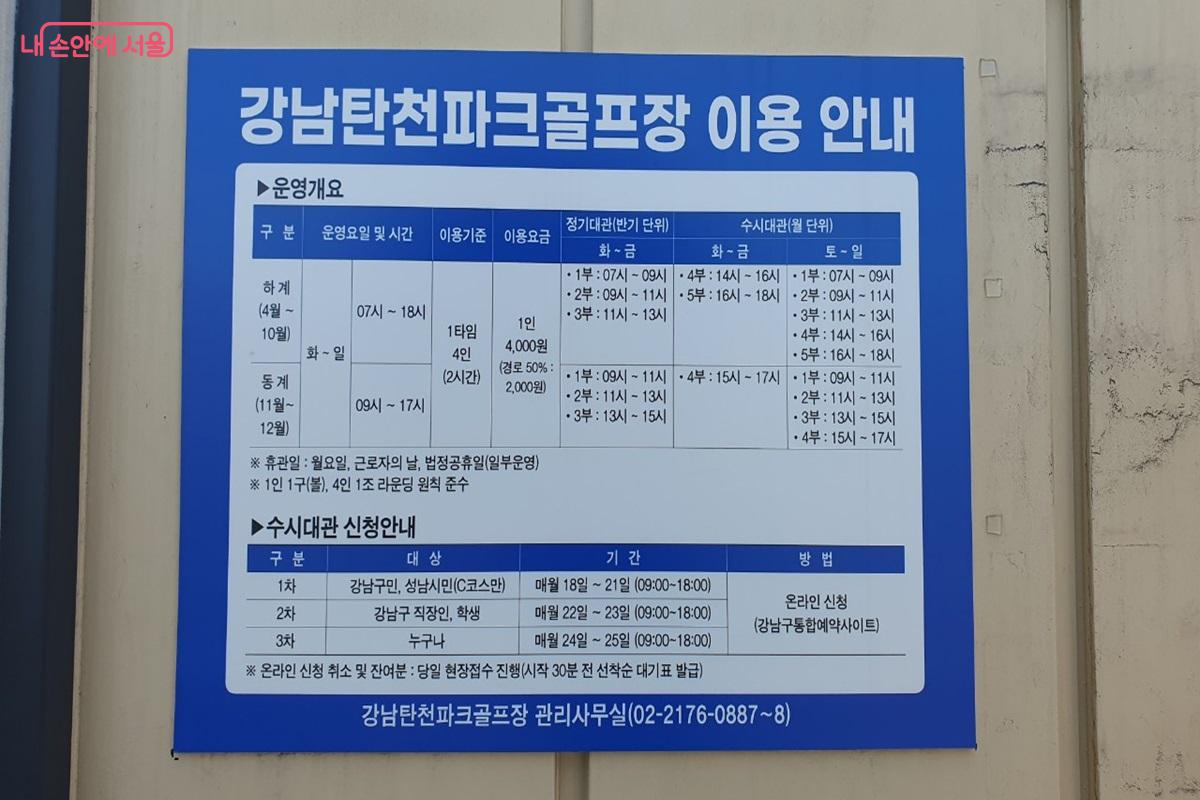 내 손안에 서울
강남탄천파크골프장 이용 안내
▶운영개요
구 분 운영요일 및 시간 이용기준 이용요금 정기대관(반기 단위) 수시대관(월 단위)
화~금 화~금 토~일
하계
(4월~
10월)
화~일
07시~18시
1타임
4인
(2시간)
1인
4,000원
(경로 50% :
2,000원)
• 1부 : 07시~09시
• 2부 : 09시~11시
• 3부 : 11시~13시
• 4부 : 14시~16시
• 5부 : 16시~18시
• 1부 : 07시~09시
• 2부 : 09시~11시
• 3부 : 11시~13시
• 4부 : 14시~16시
• 5부 : 16시~18시
동계
(11월~
12월)
09시~17시
• 1부 : 09시~11시
• 2부 : 11시~13시
• 3부 : 13시~15시
• 4부 : 15시~17시
• 1부 : 09시~11시
• 2부 : 11시~13시
• 3부 : 13시~15시
• 4부 : 15시~17시
※ 휴관일 : 월요일, 근로자의 날, 법정공휴일(일부운영)
※ 1인 1구(볼), 4인 1조 라운딩 원칙 준수
▶수시대관 신청안내
구 분 대 상 기 간 방 법
1차 강남구민, 성남시민(C코스만) 매월 18일 ~ 21일 (09:00~18:00)
2차 강남구 직장인, 학생 매월 22일 ~ 23일 (09:00~18:00)
3차 누구나 매월 24일 ~ 25일 (09:00~18:00)
온라인 신청
(강남구통합예약사이트)
※ 온라인 신청 취소 및 잔여분 : 당일 현장접수 진행(시작 30분 전 선착순 대기표 발급)
강남탄천파크골프장 관리사무실(02-2176-0887~8)